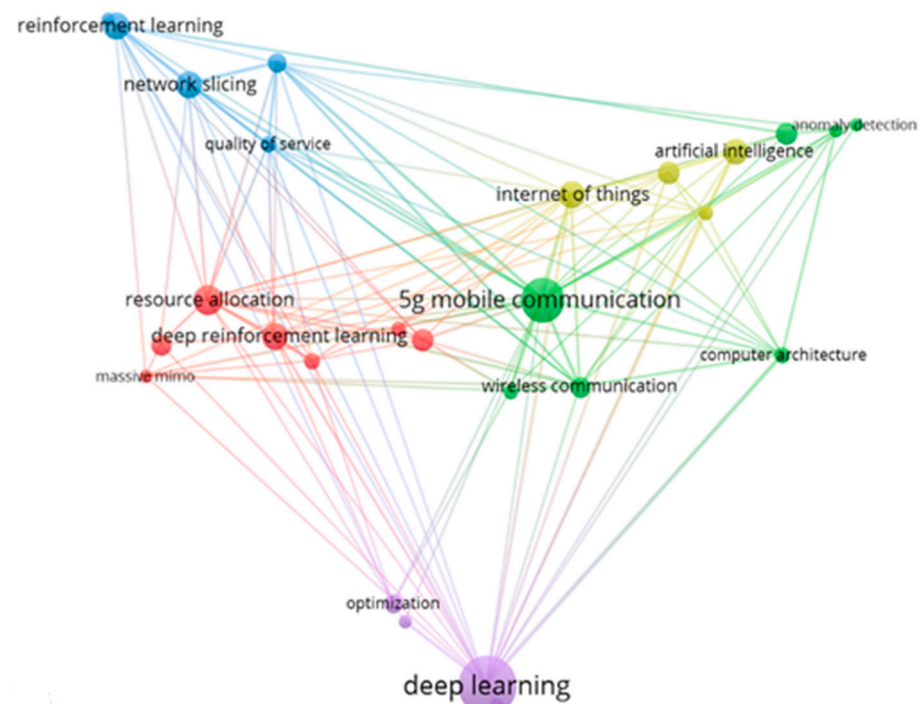 reinforcement learning
network slicing
quality of service
anomaly detection
artificial intelligence
internet of things
resource allocation
5g mobile communication
deep reinforcement learning
computer architecture
massive mimo
wireless communication
optimization
deep learning